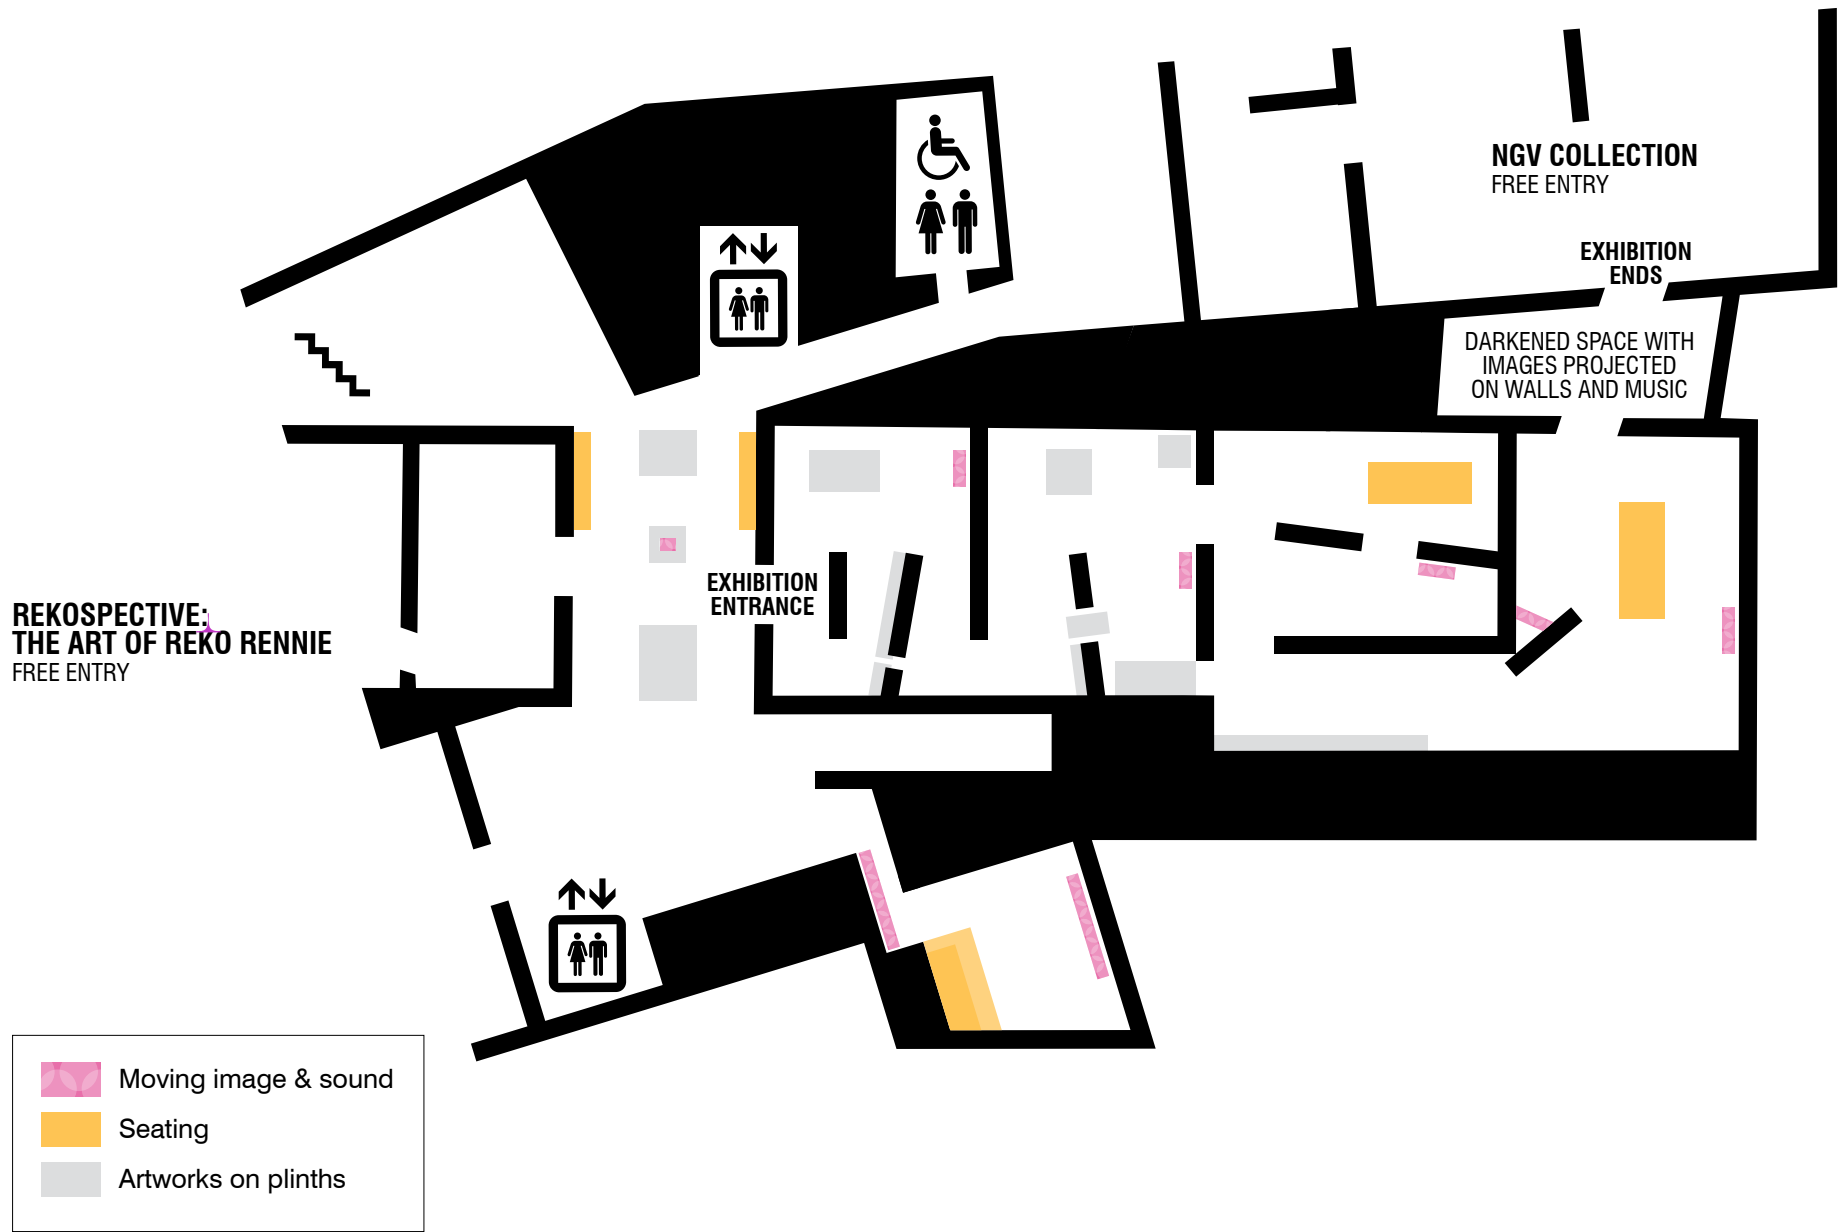 NGV COLLECTION
FREE ENTRY
EXHIBITION
ENDS
DARKENED SPACE WITH
IMAGES PROJECTED
ON WALLS AND MUSIC
EXHIBITION
ENTRANCE
REKOSPECTIVE:
THE ART OF REKO RENNIE
FREE ENTRY
Moving image & sound
Seating
Artworks on plinths